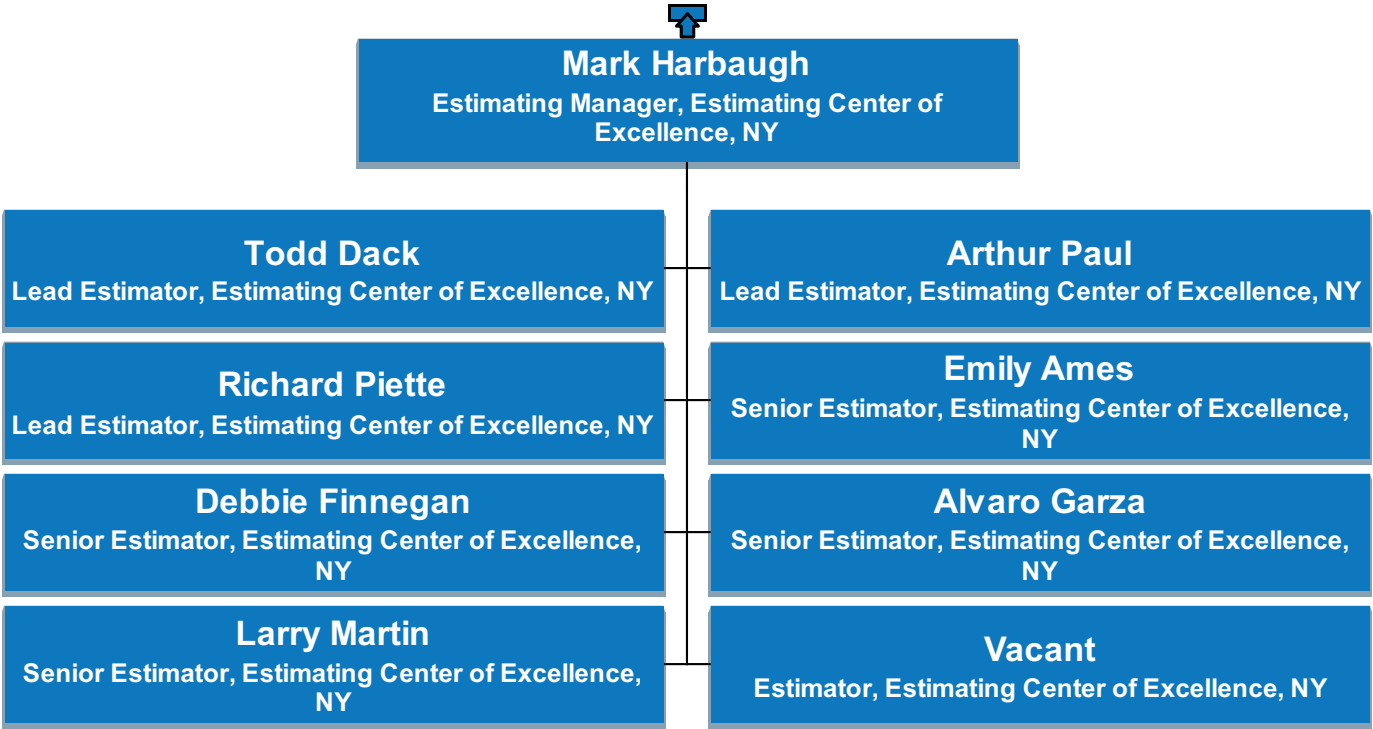 Mark Harbaugh
Estimating Manager, Estimating Center of
Excellence, NY
Todd Dack
Lead Estimator, Estimating Center of Excellence, NY
Arthur Paul
Lead Estimator, Estimating Center of Excellence, NY
Richard Piette
Lead Estimator, Estimating Center of Excellence, NY
Emily Ames
Senior Estimator, Estimating Center of Excellence,
NY
Debbie Finnegan
Senior Estimator, Estimating Center of Excellence,
NY
Alvaro Garza
Senior Estimator, Estimating Center of Excellence,
NY
Larry Martin
Senior Estimator, Estimating Center of Excellence,
NY
Vacant
Estimator, Estimating Center of Excellence, NY